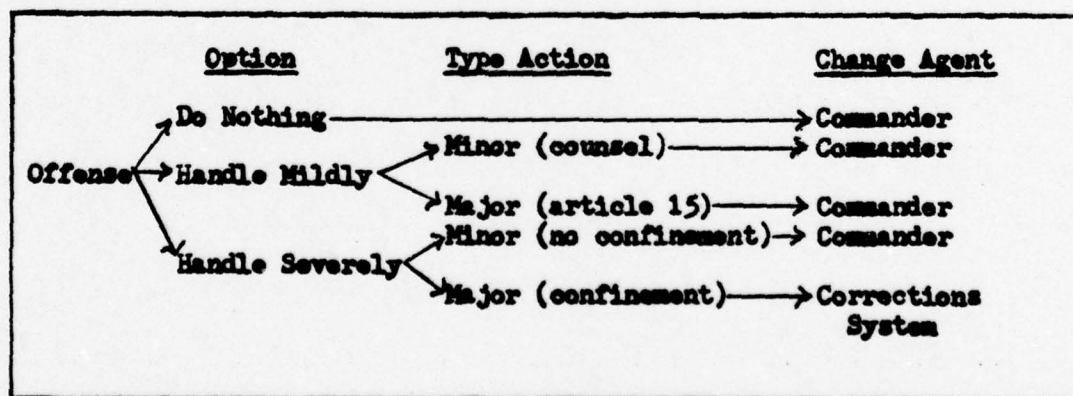 Option Type Action Change Agent
Do Nothing Commander
Minor (counsel) Commander
Offense Handle Mildly
Major (article 15) Commander
Minor (no confinement) Commander
Handle Severely
Major (confinement) Corrections
System